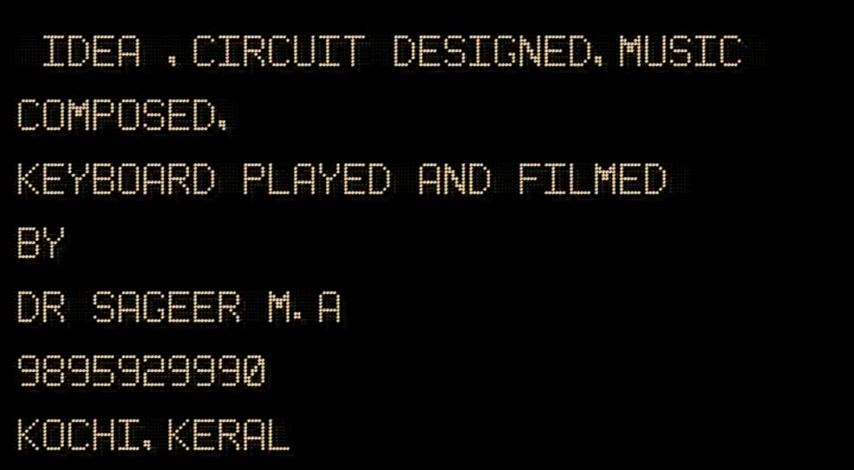 IDEA , CIRCUIT DESIGNED, MUSIC
COMPOSED,
KEYBOARD PLAYED AND FILMED
BY
DR SAGEER M. A
9895929990
KOCHI, KERAL